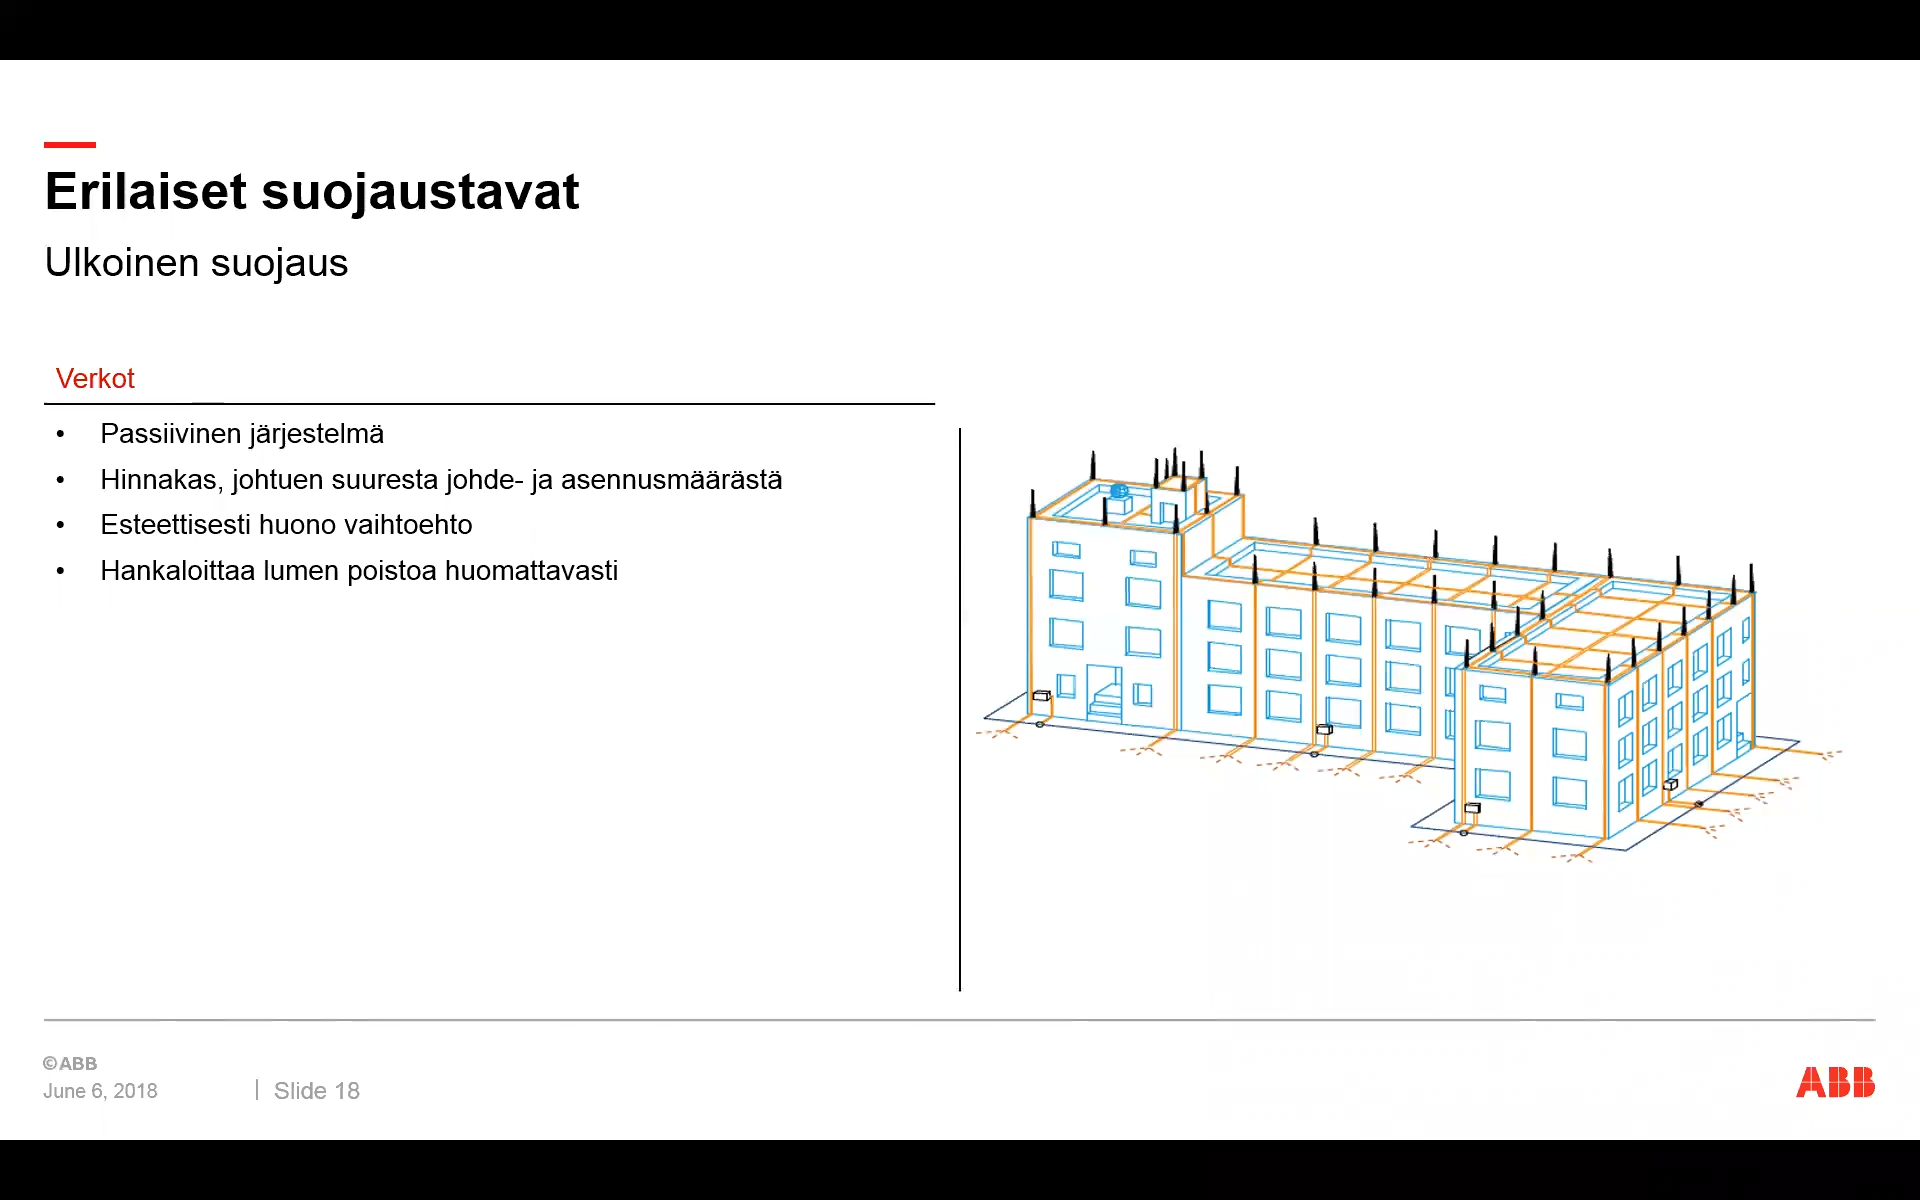 Erilaiset suojaustavat
Ulkoinen suojaus
Verkot
• Passiivinen järjestelmä
• Hinnakas, johtuen suuresta johde- ja asennusmäärästä
• Esteettisesti huono vaihtoehto
• Hankaloittaa lumen poistoa huomattavasti
©ABB
June 6, 2018 | Slide 18
ABB